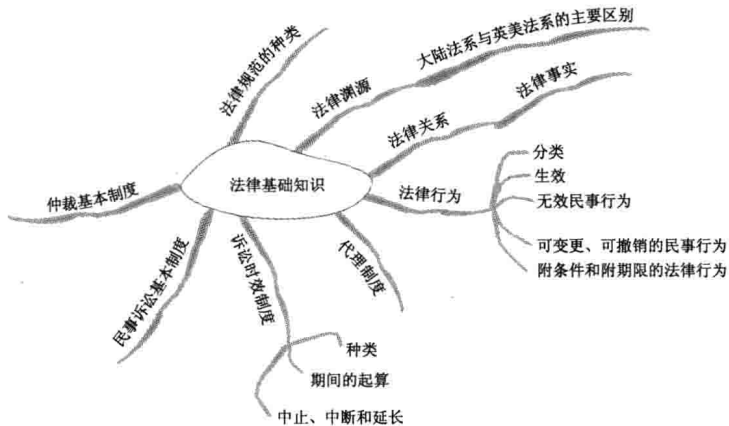 法律基础知识
法律规范的种类
法律渊源
大陆法系与英美法系的主要区别
法律关系
法律事实
法律行为
分类
生效
无效民事行为
可变更、可撤销的民事行为
附条件和附期限的法律行为
代理制度
诉讼时效制度
种类
期间的起算
中止、中断和延长
民事诉讼基本制度
仲裁基本制度